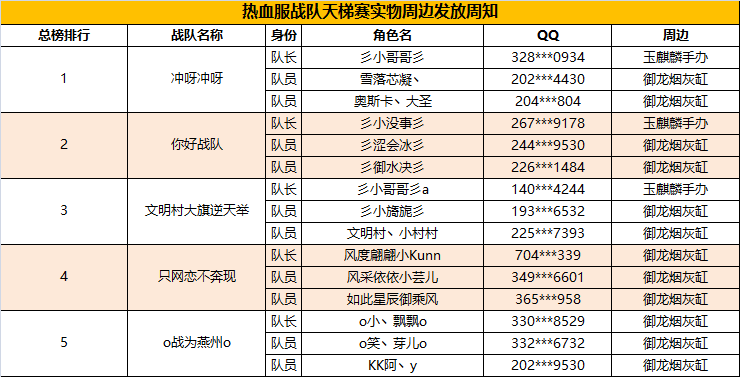 热血服战队天梯赛实物周边发放周知
总榜排行 战队名称 身份 角色名 QQ 周边
1 冲呀冲呀 队长 彡小哥哥彡 328***0934 玉麒麟手办
队员 雪落芯凝丶 202***4430 御龙烟灰缸
队员 奥斯卡丶大圣 204***804 御龙烟灰缸
2 你好战队 队长 彡小没事彡 267***9178 玉麒麟手办
队员 彡涩会冰彡 244***9530 御龙烟灰缸
队员 彡御水决彡 226***1484 御龙烟灰缸
3 文明村大旗逆天举 队长 彡小哥哥彡a 140***4244 玉麒麟手办
队员 彡小旖旎彡 193***6532 御龙烟灰缸
队员 文明村丶小村村 225***7393 御龙烟灰缸
4 只网恋不奔现 队长 风度翩翩小Kunn 704***339 御龙烟灰缸
队员 风采依依小芸儿 349***6601 御龙烟灰缸
队员 如此星辰御乘风 365***958 御龙烟灰缸
5 o战为燕州o 队长 o小丶飘飘o 330***8529 御龙烟灰缸
队员 o笑丶芽儿o 332***6732 御龙烟灰缸
队员 KK阿丶y 202***9530 御龙烟灰缸